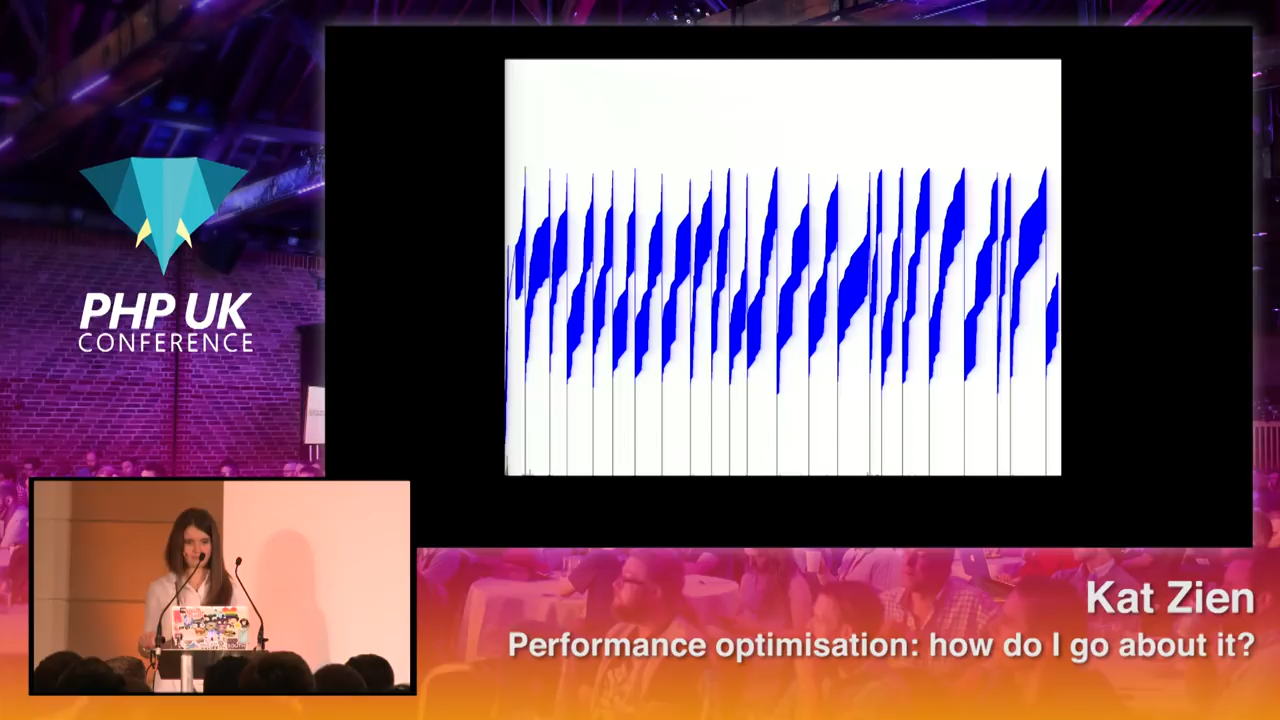 PHP UK
CONFERENCE
Kat Zien
Performance optimisation: how do I go about it?